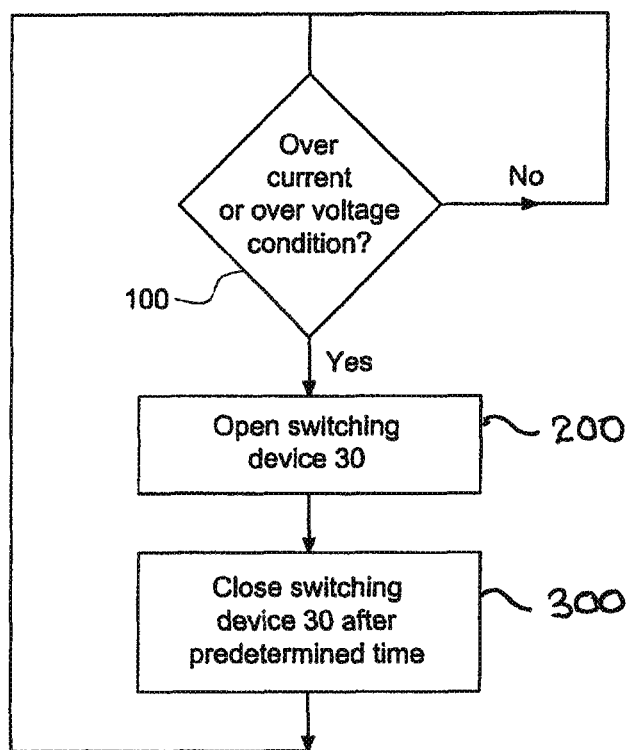 Over
current
or over voltage
condition?
No
100
Yes
Open switching
device 30
200
Close switching
device 30 after
predetermined time
300